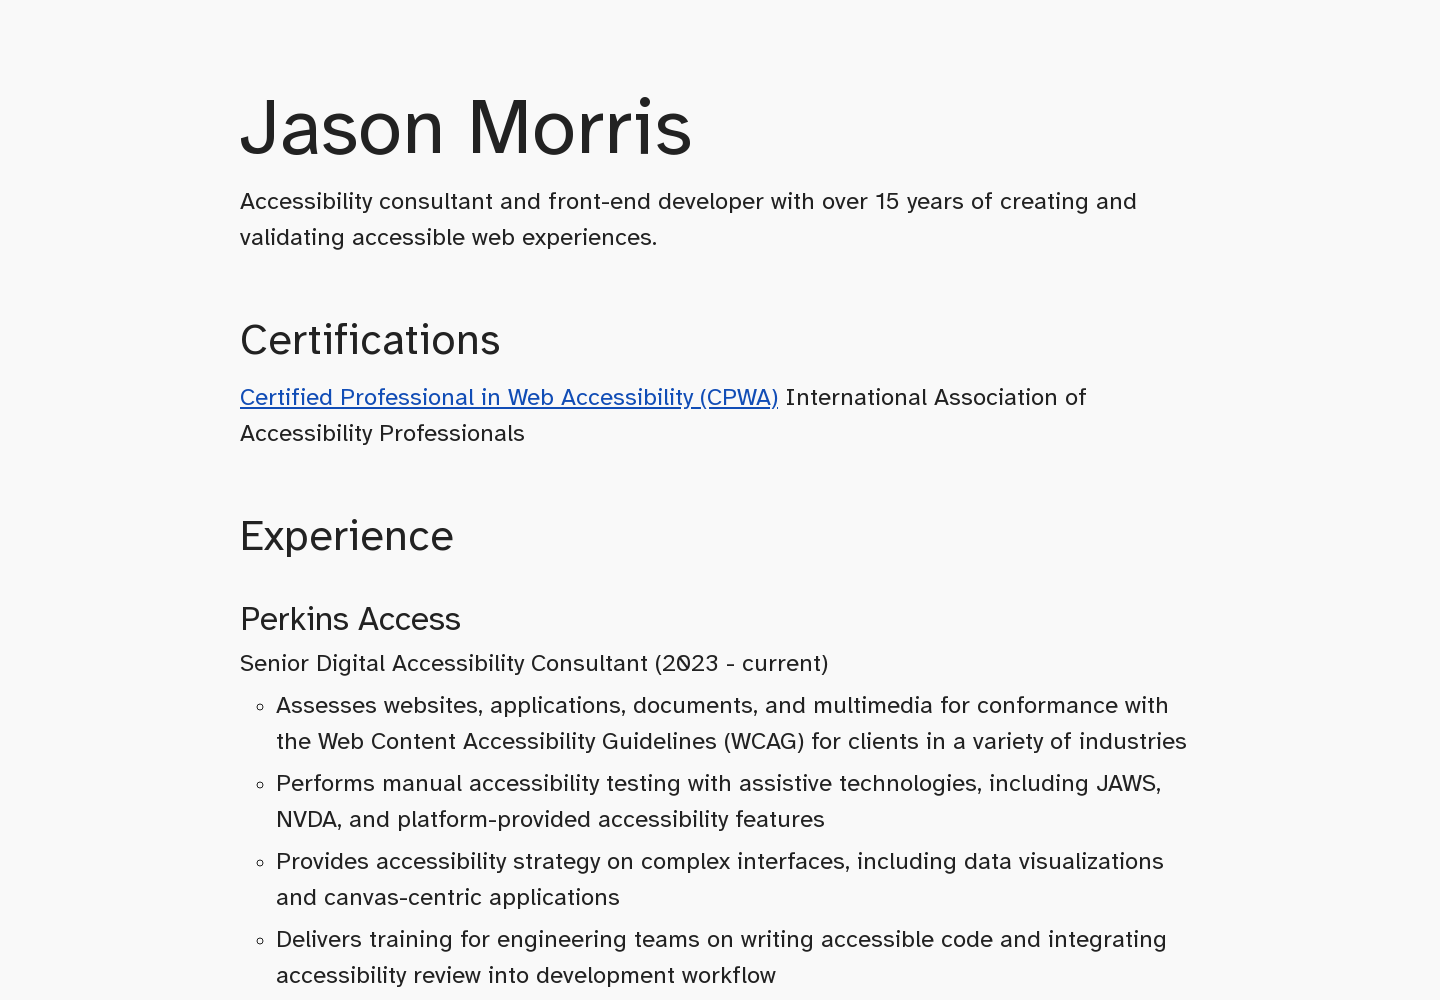 Jason Morris
Accessibility consultant and front-end developer with over 15 years of creating and
validating accessible web experiences.
Certifications
Certified Professional in Web Accessibility (CPWA) International Association of
Accessibility Professionals
Experience
Perkins Access
Senior Digital Accessibility Consultant (2023 - current)
Assesses websites, applications, documents, and multimedia for conformance with
the Web Content Accessibility Guidelines (WCAG) for clients in a variety of industries
Performs manual accessibility testing with assistive technologies, including JAWS,
NVDA, and platform-provided accessibility features
Provides accessibility strategy on complex interfaces, including data visualizations
and canvas-centric applications
Delivers training for engineering teams on writing accessible code and integrating
accessibility review into development workflow